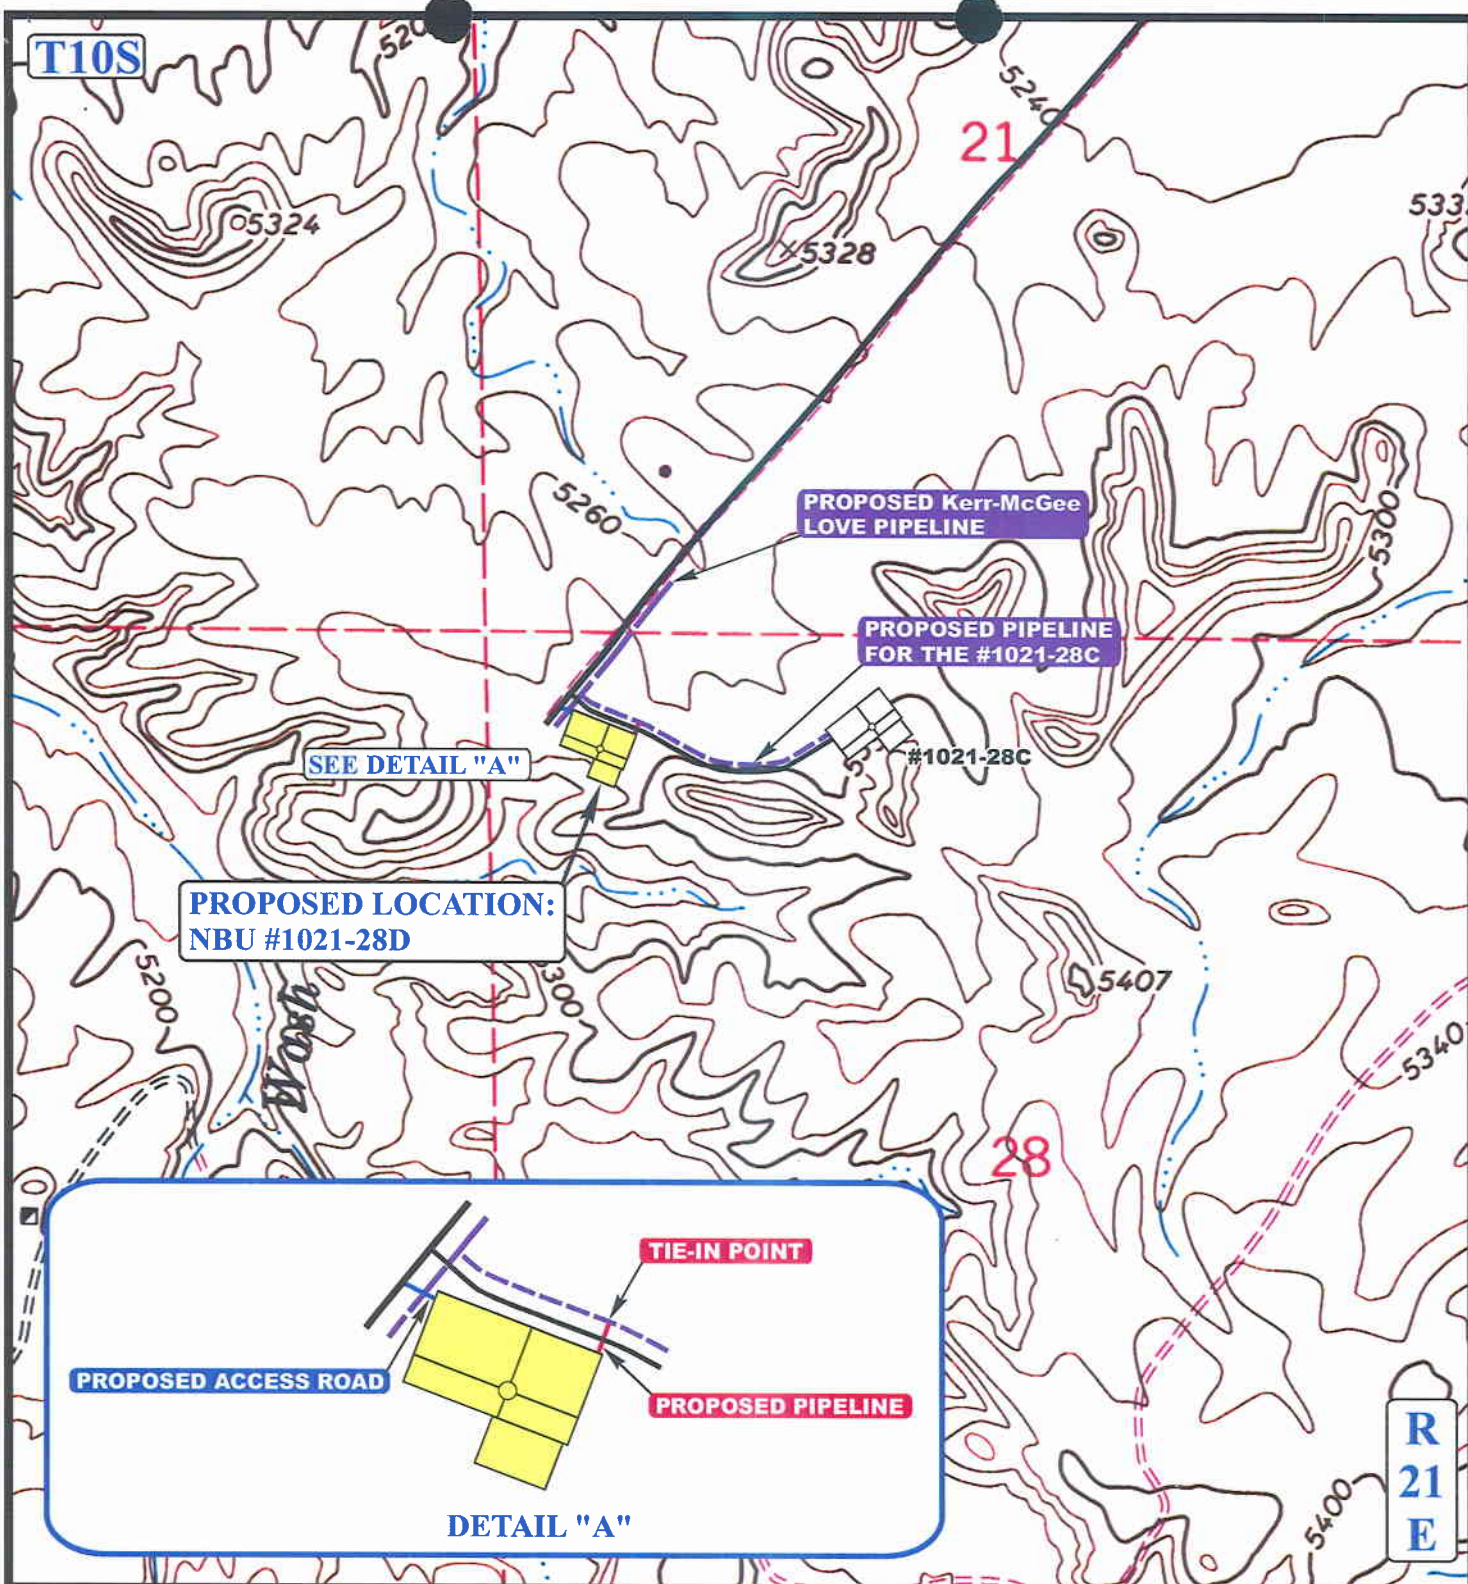 T10S
5240
21
5324
5328
5260
PROPOSED Kerr-McGee
LOVE PIPELINE
5300
PROPOSED PIPELINE
FOR THE #1021-28C
#1021-28C
SEE DETAIL "A"
PROPOSED LOCATION:
NBU #1021-28D
5200
Wash
5407
5340
28
TIE-IN POINT
PROPOSED ACCESS ROAD
PROPOSED PIPELINE
DETAIL "A"
5400
R
21
E